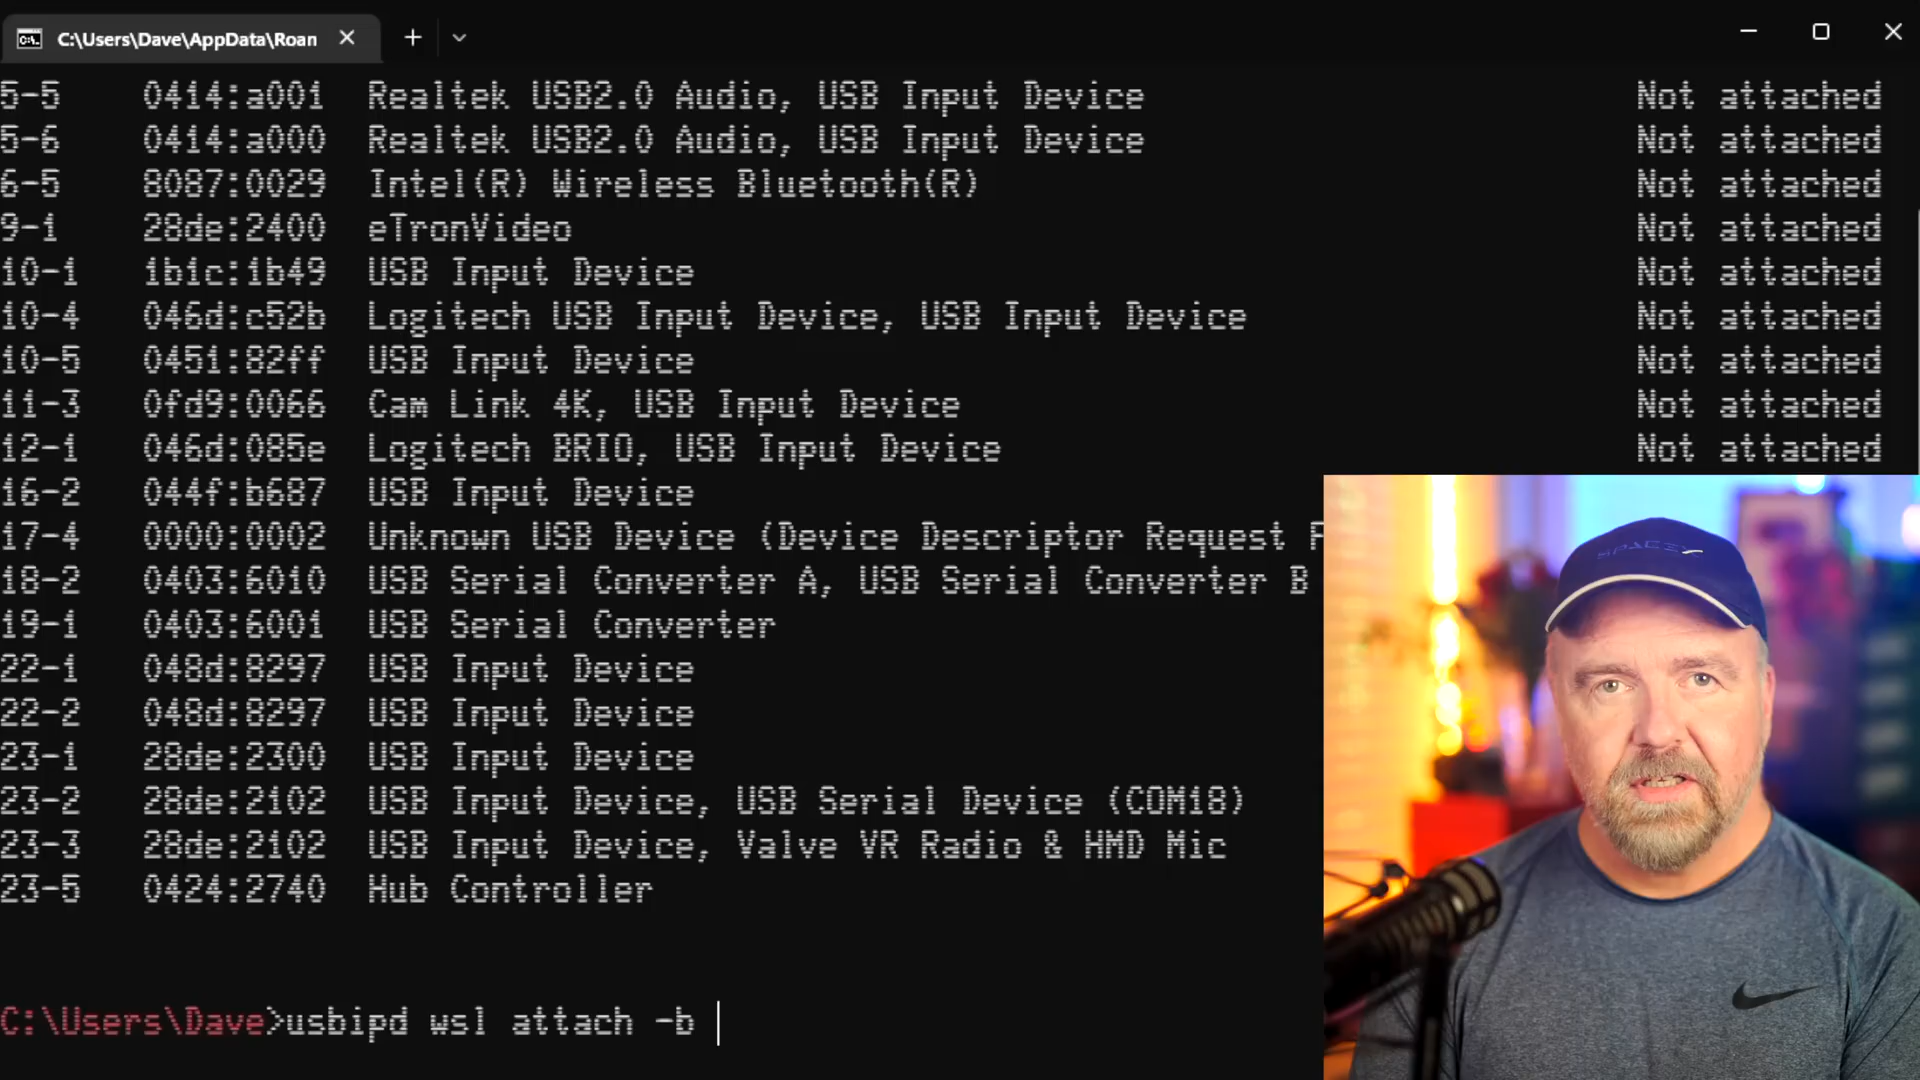 C:\Users\Dave\AppData\Roan
5-5 0414:a001 Realtek USB2.0 Audio, USB Input Device Not attached
5-6 0414:a000 Realtek USB2.0 Audio, USB Input Device Not attached
6-5 8087:0029 Intel(R) Wireless Bluetooth(R) Not attached
9-1 28de:2400 eTronVideo Not attached
10-1 1b1c:1b49 USB Input Device Not attached
10-4 046d:c52b Logitech USB Input Device, USB Input Device Not attached
10-5 0451:82ff USB Input Device Not attached
11-3 0fd9:0066 Cam Link 4K, USB Input Device Not attached
12-1 046d:085e Logitech BRIO, USB Input Device Not attached
16-2 044f:b687 USB Input Device
17-4 0000:0002 Unknown USB Device (Device Descriptor Request F
18-2 0403:6010 USB Serial Converter A, USB Serial Converter B
19-1 0403:6001 USB Serial Converter
22-1 048d:8297 USB Input Device
22-2 048d:8297 USB Input Device
23-1 28de:2300 USB Input Device
23-2 28de:2102 USB Input Device, USB Serial Device (COM18)
23-3 28de:2102 USB Input Device, Valve VR Radio & HMD Mic
23-5 0424:2740 Hub Controller
C:\Users\Dave>usbipd wsl attach -b
SPACEX